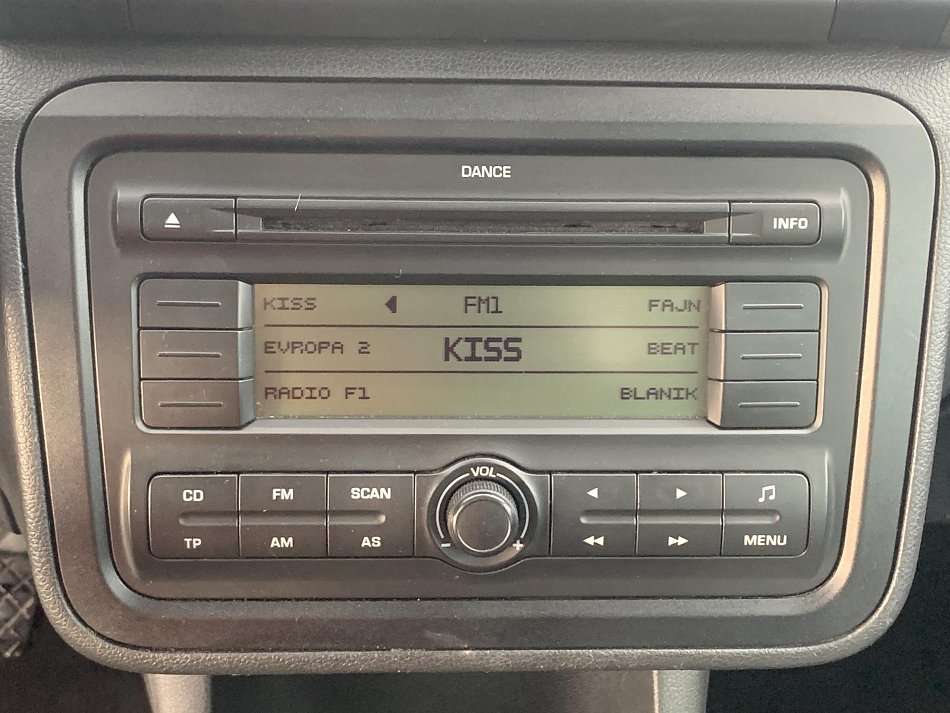 DANCE
INFO
KISS FM1 FAJN
EVROPA 2 KISS BEAT
RADIO F1 BLANIK
VOL
CD FM SCAN
TP AM AS MENU